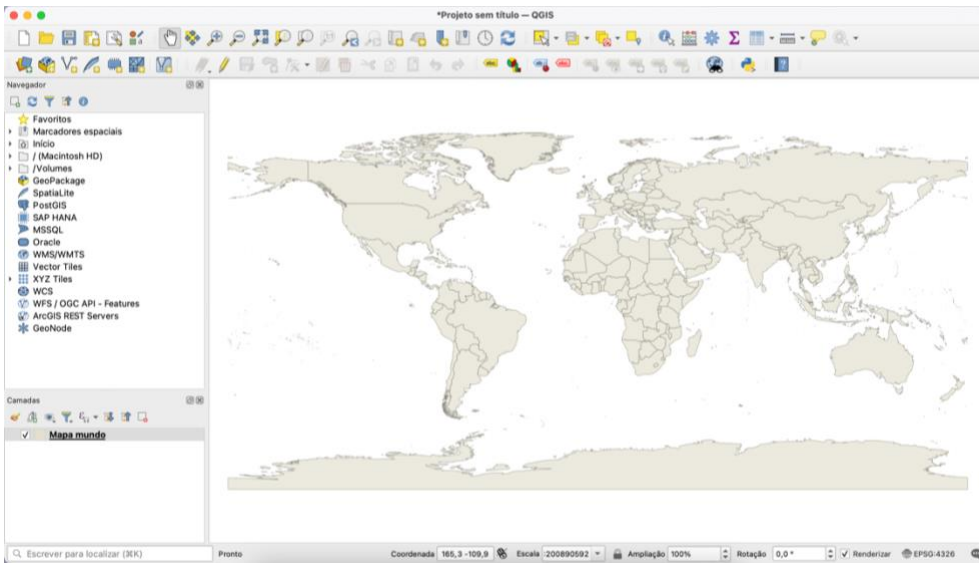 *Projeto sem título — QGIS
Navegador
Favoritos
Marcadores espaciais
Início
/ (Macintosh HD)
/Volumes
GeoPackage
SpatiaLite
PostGIS
SAP HANA
MSSQL
Oracle
WMS/WMTS
Vector Tiles
XYZ Tiles
WCS
WFS / OGC API - Features
ArcGIS REST Servers
GeoNode
Camadas
Mapa mundo
Escrever para localizar (⌘K) Pronto Coordenada 165,3 -109,9 Escala :200890592 Ampliação 100% Rotação 0,0 ° Renderizar EPSG:4326